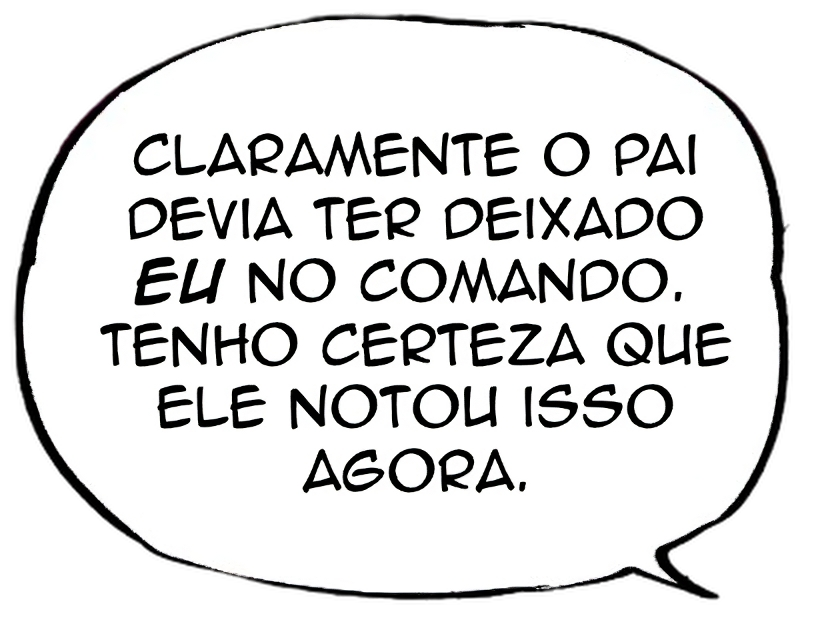 CLARAMENTE O PAI
DEVIA TER DEIXADO
EU NO COMANDO.
TENHO CERTEZA QUE
ELE NOTOU ISSO
AGORA.